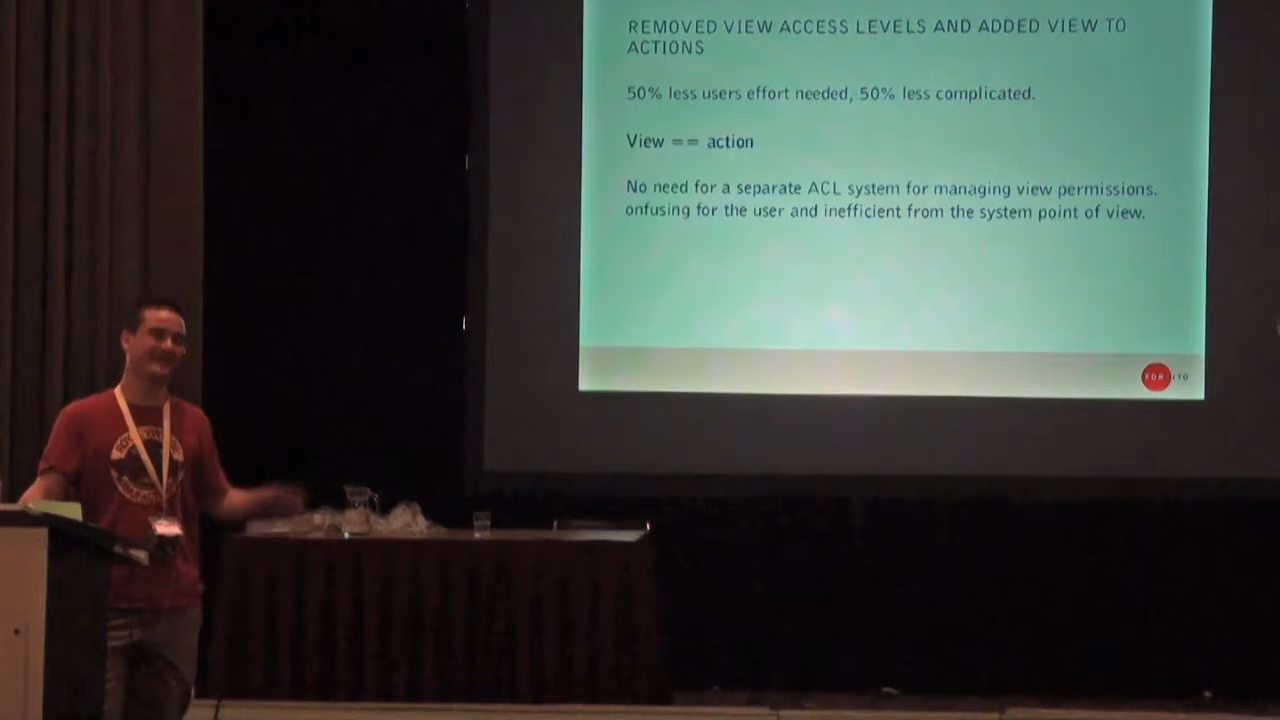 REMOVED VIEW ACCESS LEVELS AND ADDED VIEW TO
ACTIONS
50% less users effort needed, 50% less complicated.
View == action
No need for a separate ACL system for managing view permissions.
onfusing for the user and inefficient from the system point of view.
FOR